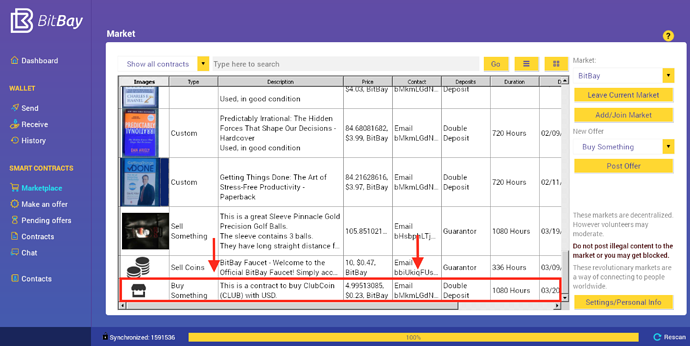 BitBay
Market
?
Dashboard
WALLET
Send
Receive
History
SMART CONTRACTS
Marketplace
Make an offer
Pending offers
Contracts
Chat
Contacts
Show all contracts
Type here to search
Go
Images Type Description Price Contact Deposits Duration
$4.03, BitBay bMkmLGdN... Deposit
Used, in good condition
Custom
Predictably Irrational: The Hidden
Forces That Shape Our Decisions -
Hardcover
Used, in good condition
84.68081682,
$3.99, BitBay
Email
bMkmLGdN...
Double
Deposit
720 Hours
02/09/
Custom
Getting Things Done: The Art of
Stress-Free Productivity -
Paperback
84.21628616,
$3.97, BitBay
Email
bMkmLGdN...
Double
Deposit
720 Hours
02/11/
Sell
Something
This is a great Sleeve Pinnacle Gold
Precision Golf Balls.
The sleeve contains 3 balls.
They have long straight distance f...
105.851021...
Email
Guarantor
1080 Hours
03/19/
Sell Coins
BitBay Faucet - Welcome to the
Official BitBay Faucet! Simply acc...
10, $0.47,
BitBay
Email
bbiUkiqFUs...
Guarantor
336 Hours
03/09/
Buy
Something
This is a contract to buy ClubCoin
(CLUB) with USD.
4.99513085,
$0.23, BitBay
Email
bMkmLGdN...
Double
Deposit
1080 Hours
03/20
Market:
BitBay
Leave Current Market
Add/Join Market
New Offer
Buy Something
Post Offer
These markets are decentralized.
However volunteers may
moderate.
Do not post illegal content to the
market or you may get blocked.
These revolutionary markets are
a way of connecting to people
worldwide.
Settings/Personal Info
Synchronized: 1591536
100%
Rescan